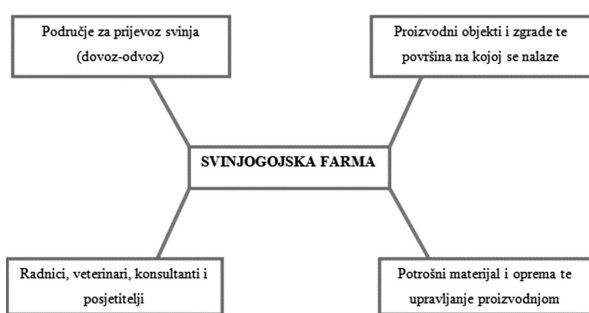 Područje za prijevoz svinja
(dovoz-odvoz)
Proizvodni objekti i zgrade te
površina na kojoj se nalaze
SVINJOGOJSKA FARMA
Radnici, veterinari, konsultanti i
posjetitelji
Potrošni materijal i oprema te
upravljanje proizvodnjom